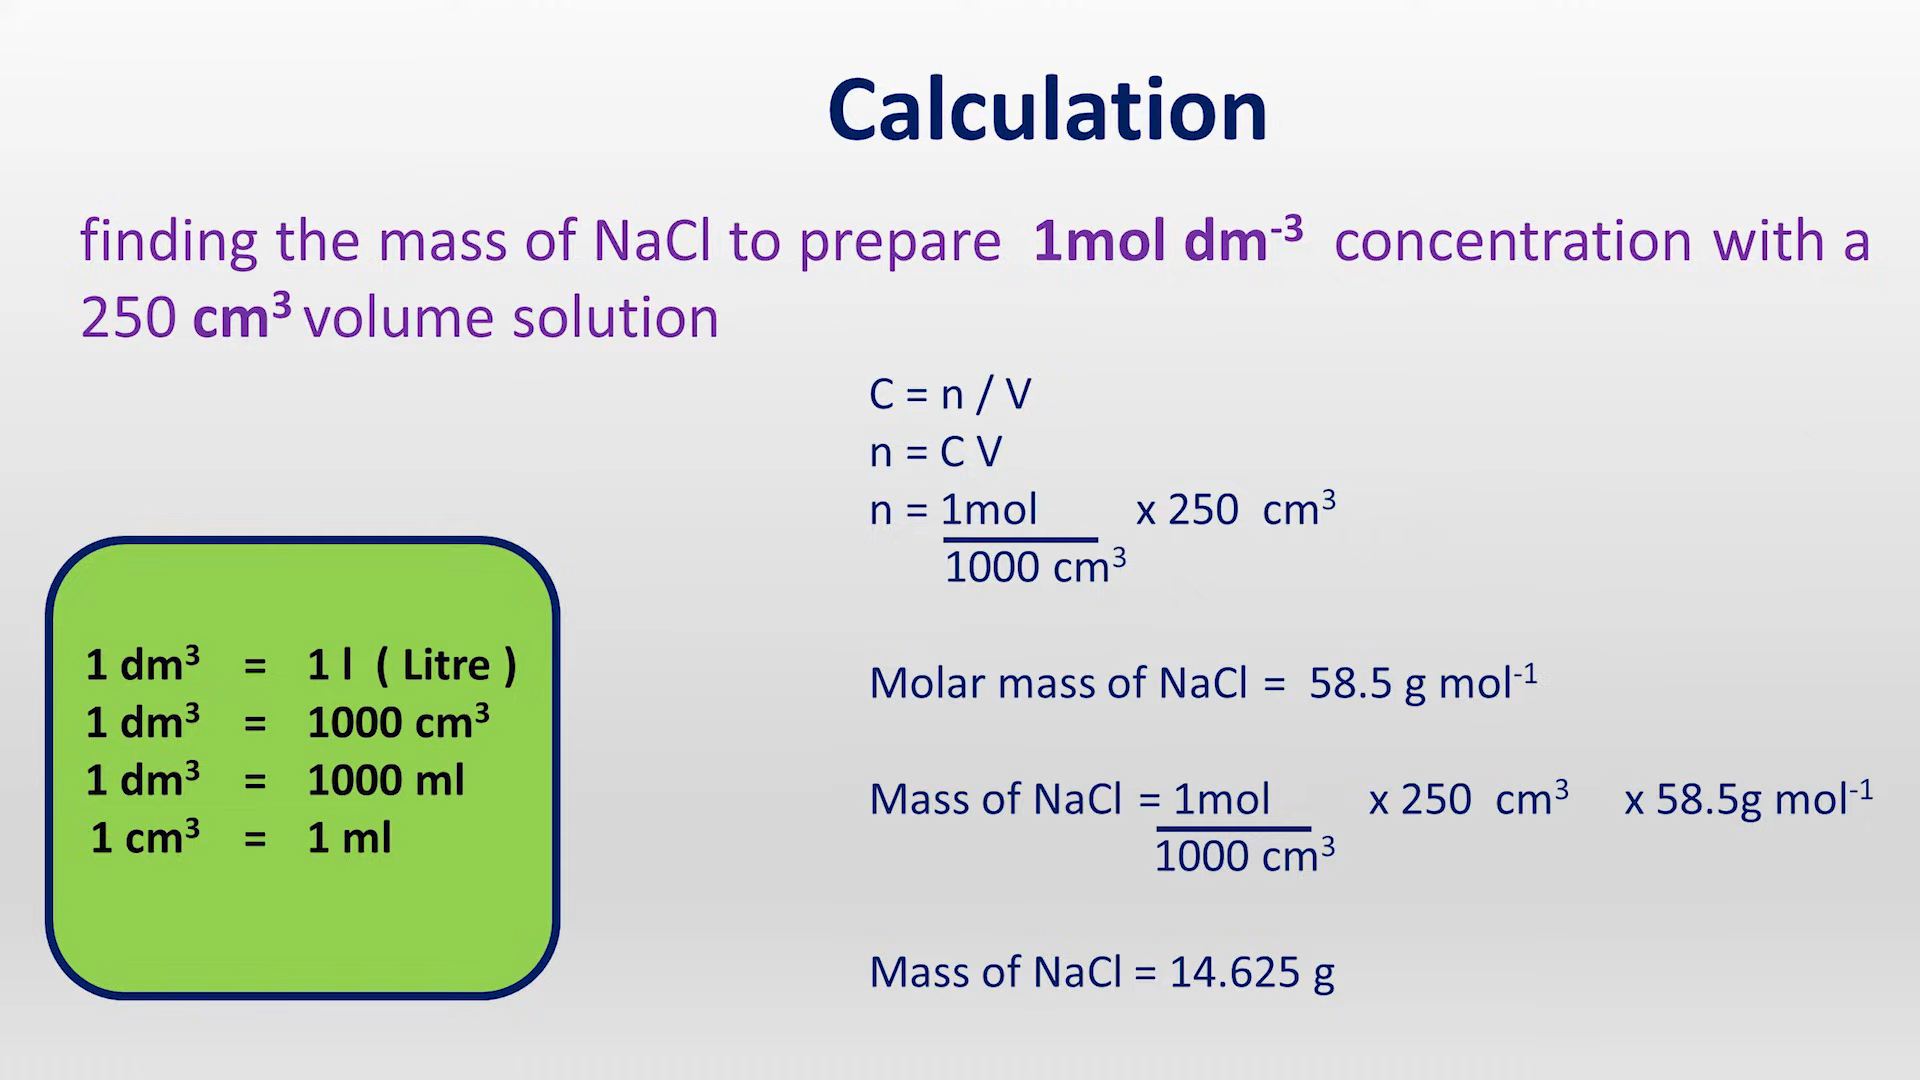 Calculation
finding the mass of NaCl to prepare 1mol dm⁻³ concentration with a
250 cm³ volume solution
C = n / V
n = C V
n = 1mol x 250 cm³
1000 cm³
1 dm³ = 1 l ( Litre )
1 dm³ = 1000 cm³
1 dm³ = 1000 ml
1 cm³ = 1 ml
Molar mass of NaCl = 58.5 g mol⁻¹
Mass of NaCl = 1mol x 250 cm³ x 58.5g mol⁻¹
1000 cm³
Mass of NaCl = 14.625 g